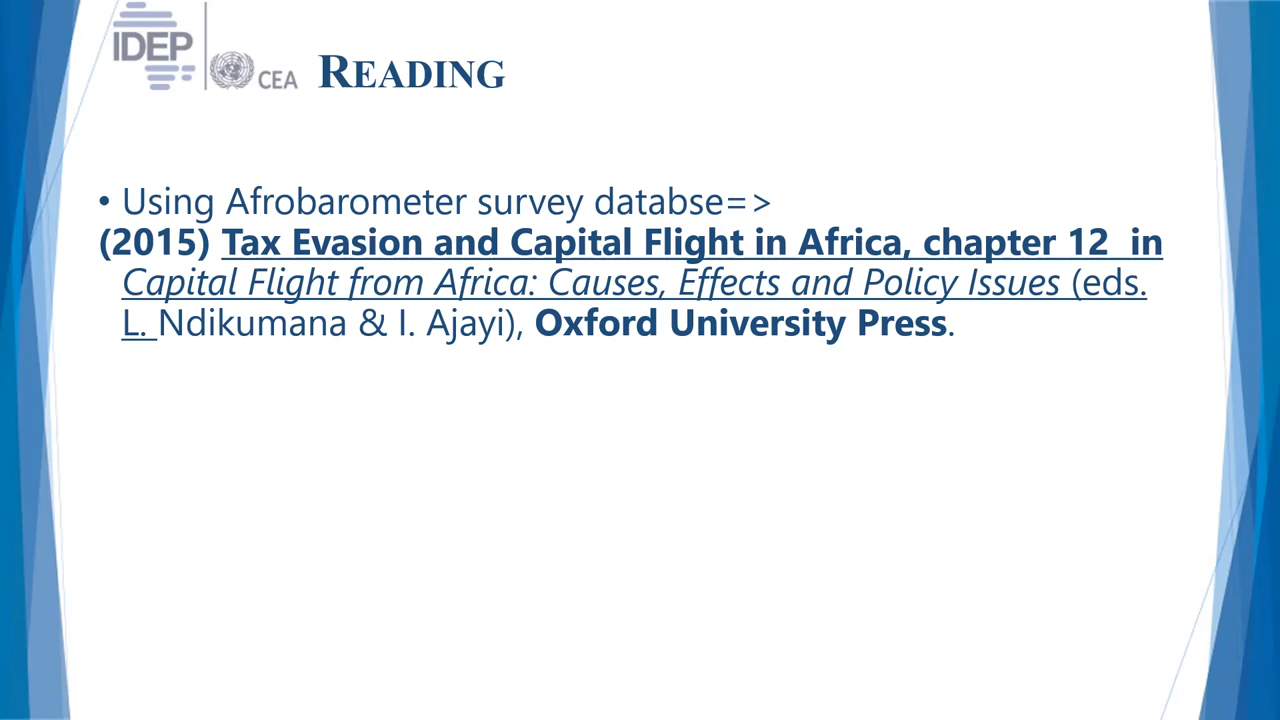 IDEP
CEA
READING
• Using Afrobarometer survey databse=>
(2015) Tax Evasion and Capital Flight in Africa, chapter 12  in
Capital Flight from Africa: Causes, Effects and Policy Issues (eds.
L. Ndikumana & I. Ajayi), Oxford University Press.